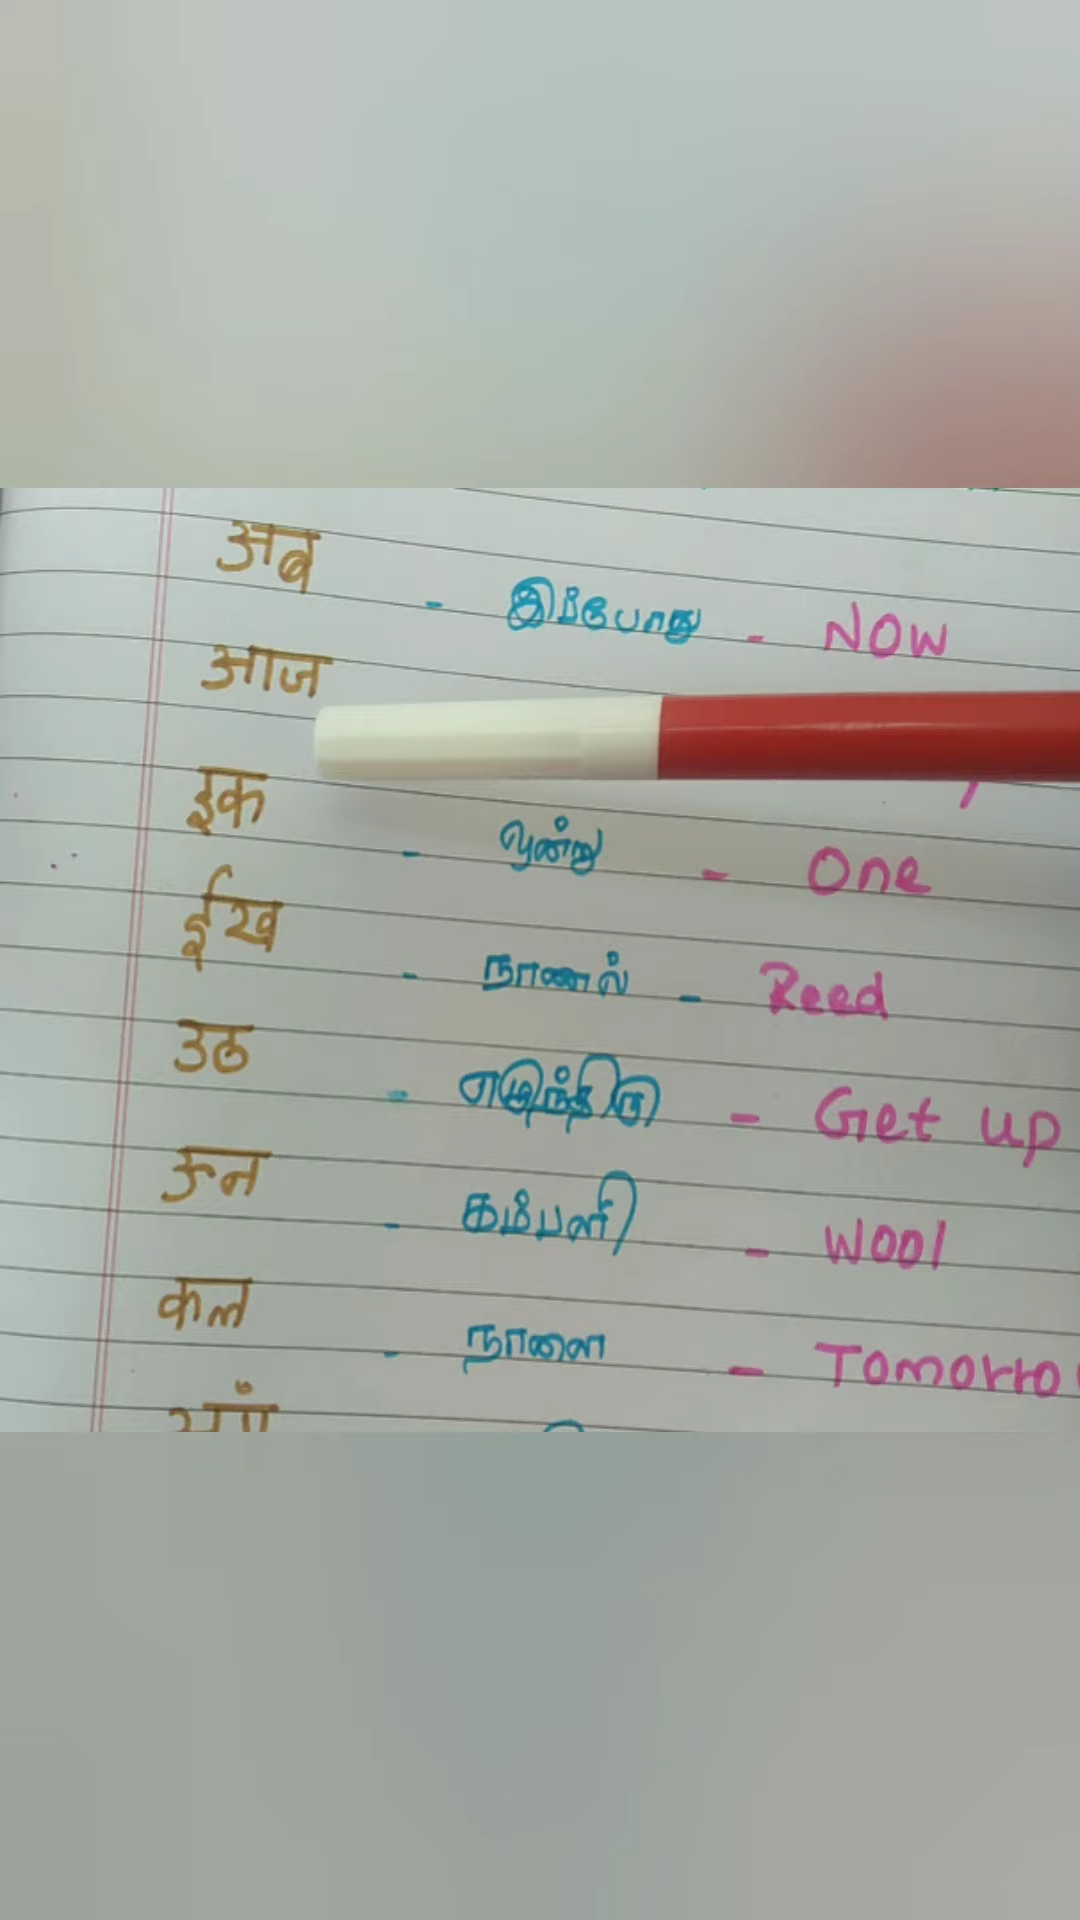 अब - இப்போது - NOW
आज
इक - ஒன்று - One
ईख - நாணல் - Reed
उठ - எழுந்திரு - Get up
ऊन - கம்பளி - Wool
कल - நாளை - Tomorro